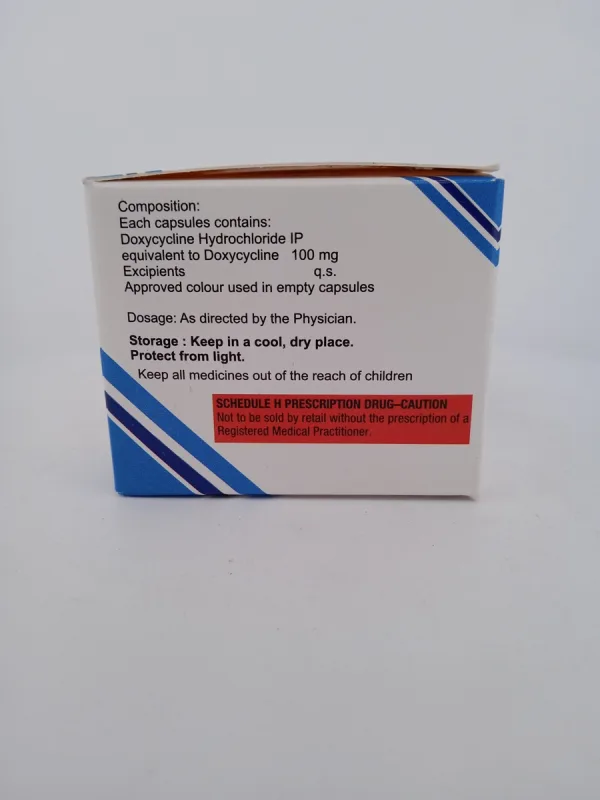 Composition:
Each capsules contains:
Doxycycline Hydrochloride IP
equivalent to Doxycycline 100 mg
Excipients q.s.
Approved colour used in empty capsules
Dosage: As directed by the Physician.
Storage : Keep in a cool, dry place.
Protect from light.
Keep all medicines out of the reach of children
SCHEDULE H PRESCRIPTION DRUG–CAUTION
Not to be sold by retail without the prescription of a
Registered Medical Practitioner.